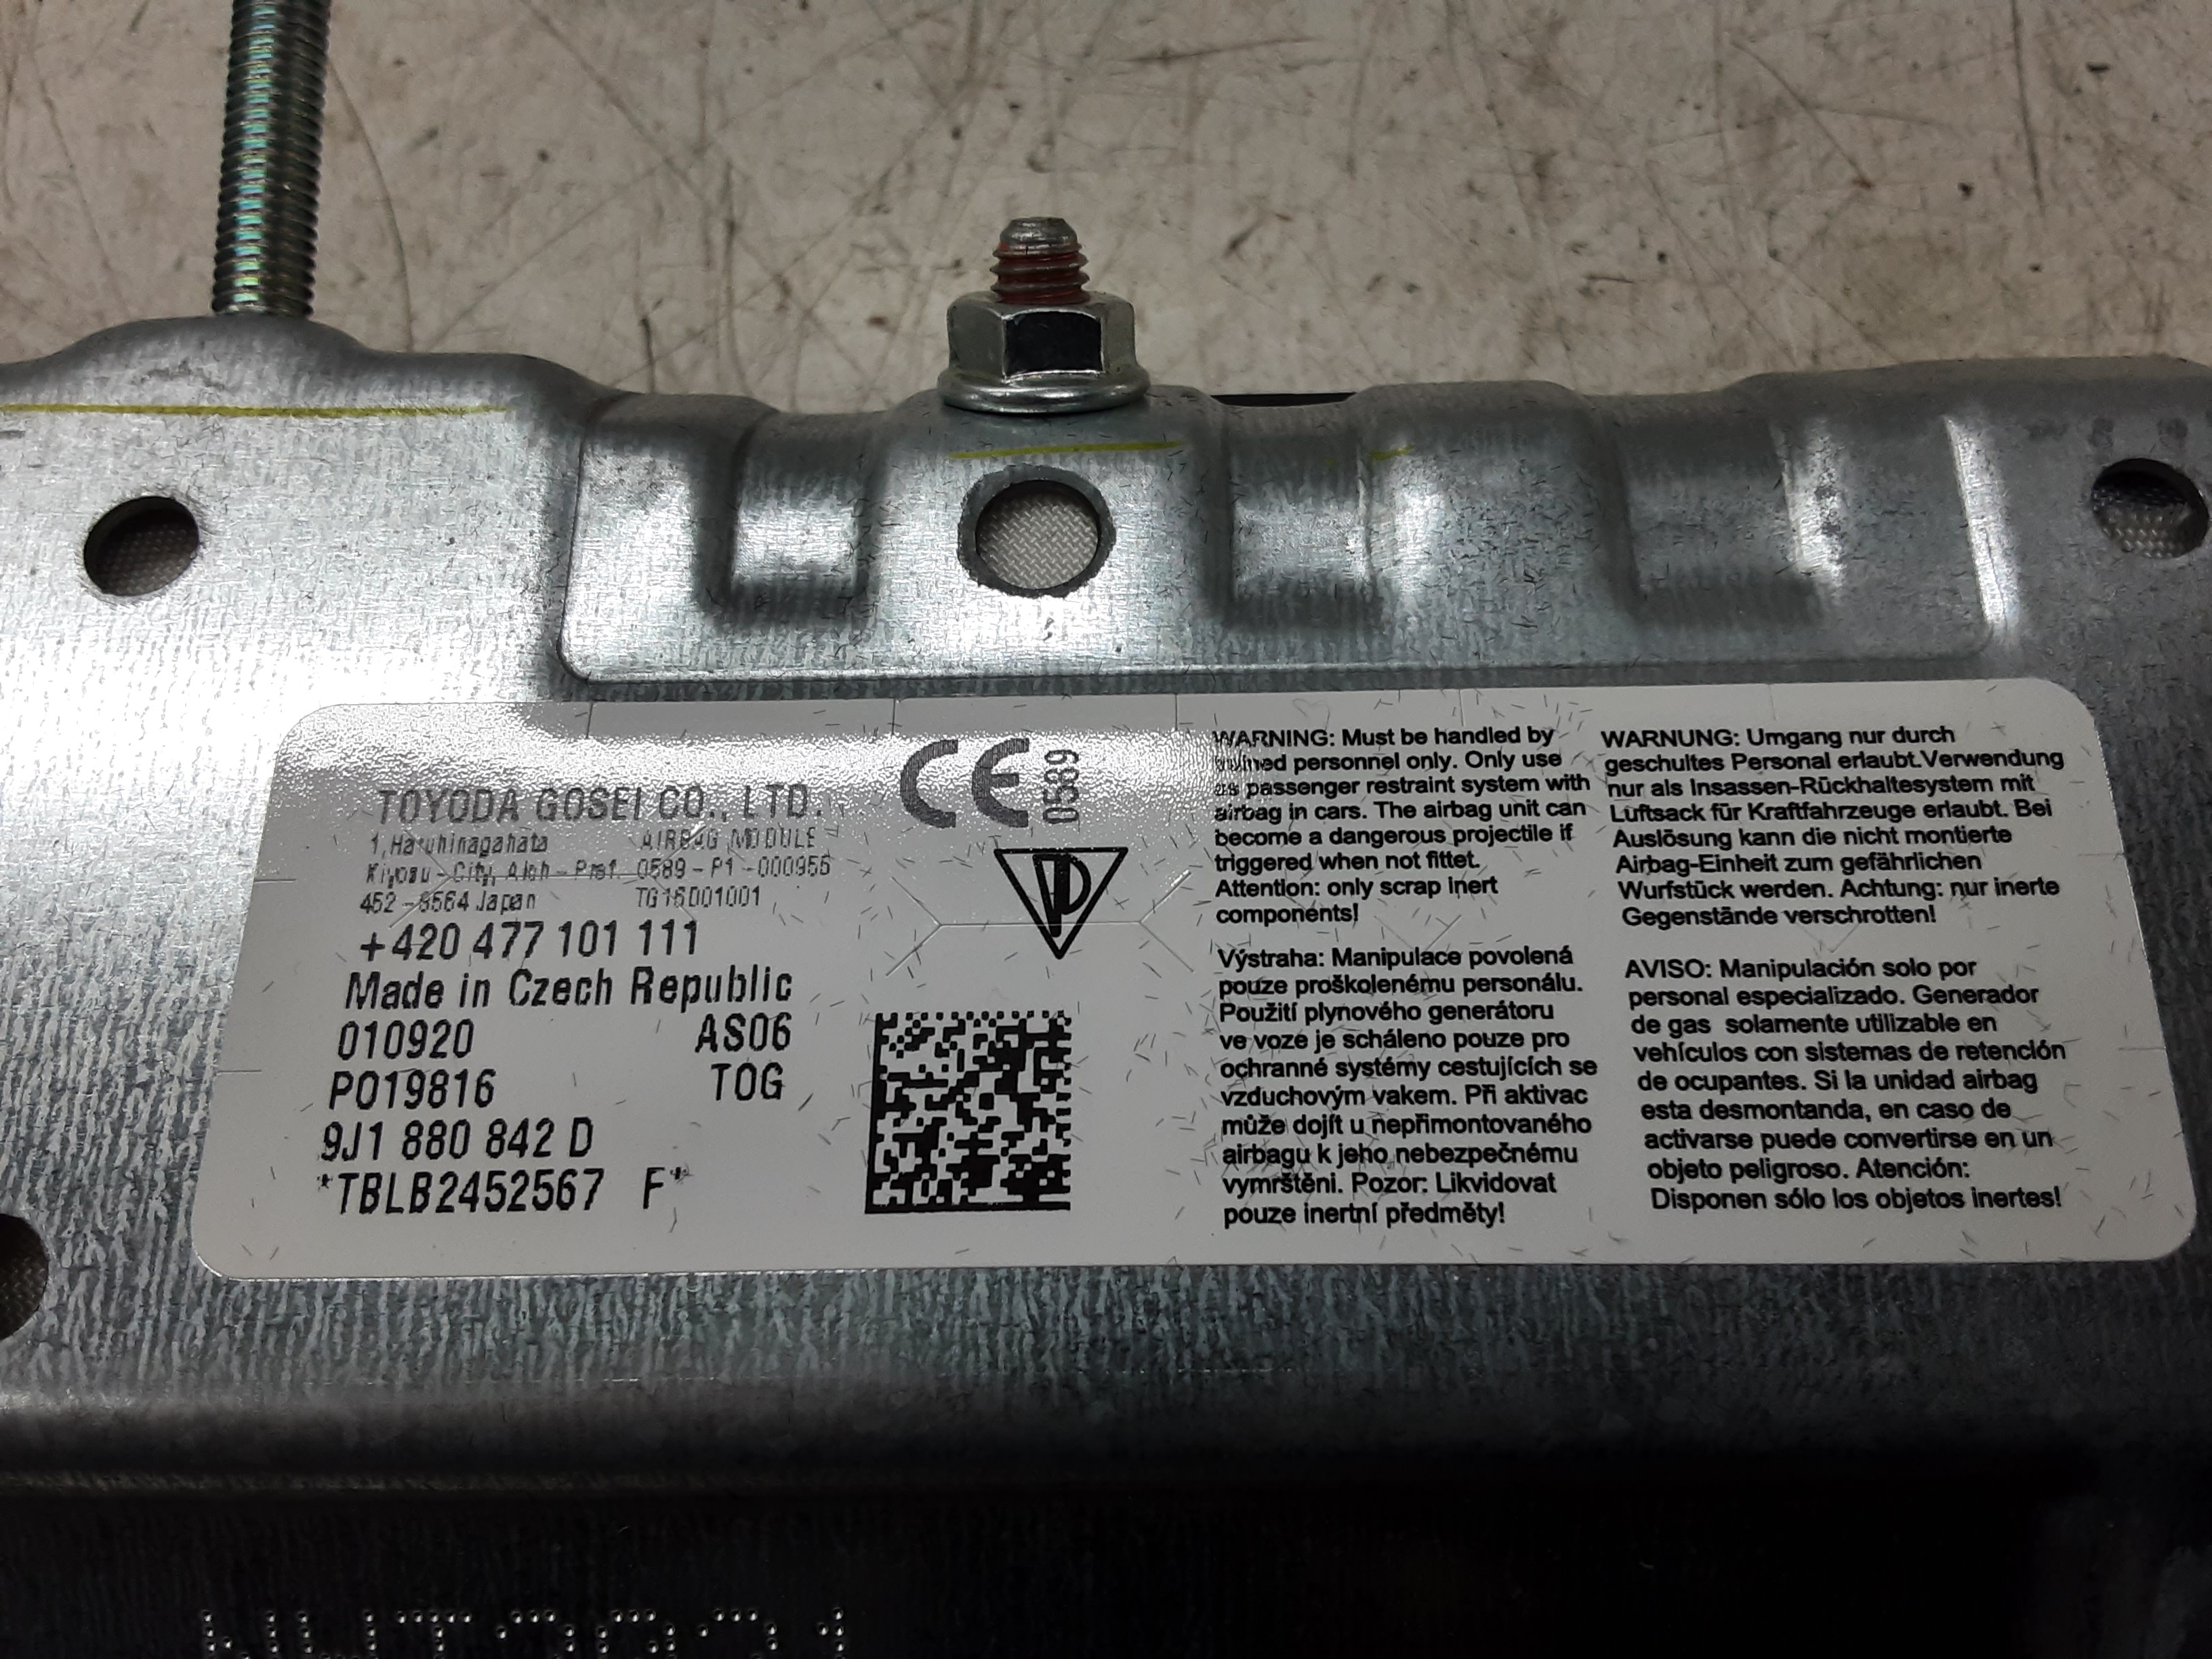 TOYODA GOSEI CO., LTD.
1,Haruhinagahata AIRBAG MODULE
Kiyosu-City, Aich-Pref. 0589-P1-000955
452-8564 Japan TG16D01001
+420 477 101 111
Made in Czech Republic
010920 AS06
P019816 TOG
9J1 880 842 D
*TBLB2452567 F*
CE 0589
PD
WARNING: Must be handled by
trained personnel only. Only use
as passenger restraint system with
airbag in cars. The airbag unit can
become a dangerous projectile if
triggered when not fittet.
Attention: only scrap inert
components!
Výstraha: Manipulace povolená
pouze proškolenému personálu.
Použití plynového generátoru
ve voze je scháleno pouze pro
ochranné systémy cestujících se
vzduchovým vakem. Při aktivac
může dojít u nepřimontovaného
airbagu k jeho nebezpečnému
vymrštěni. Pozor: Likvidovat
pouze inertní předměty!
WARNUNG: Umgang nur durch
geschultes Personal erlaubt.Verwendung
nur als Insassen-Rückhaltesystem mit
Luftsack für Kraftfahrzeuge erlaubt. Bei
Auslösung kann die nicht montierte
Airbag-Einheit zum gefährlichen
Wurfstück werden. Achtung: nur inerte
Gegenstände verschrotten!
AVISO: Manipulación solo por
personal especializado. Generador
de gas solamente utilizable en
vehículos con sistemas de retención
de ocupantes. Si la unidad airbag
esta desmontanda, en caso de
activarse puede convertirse en un
objeto peligroso. Atención:
Disponen sólo los objetos inertes!